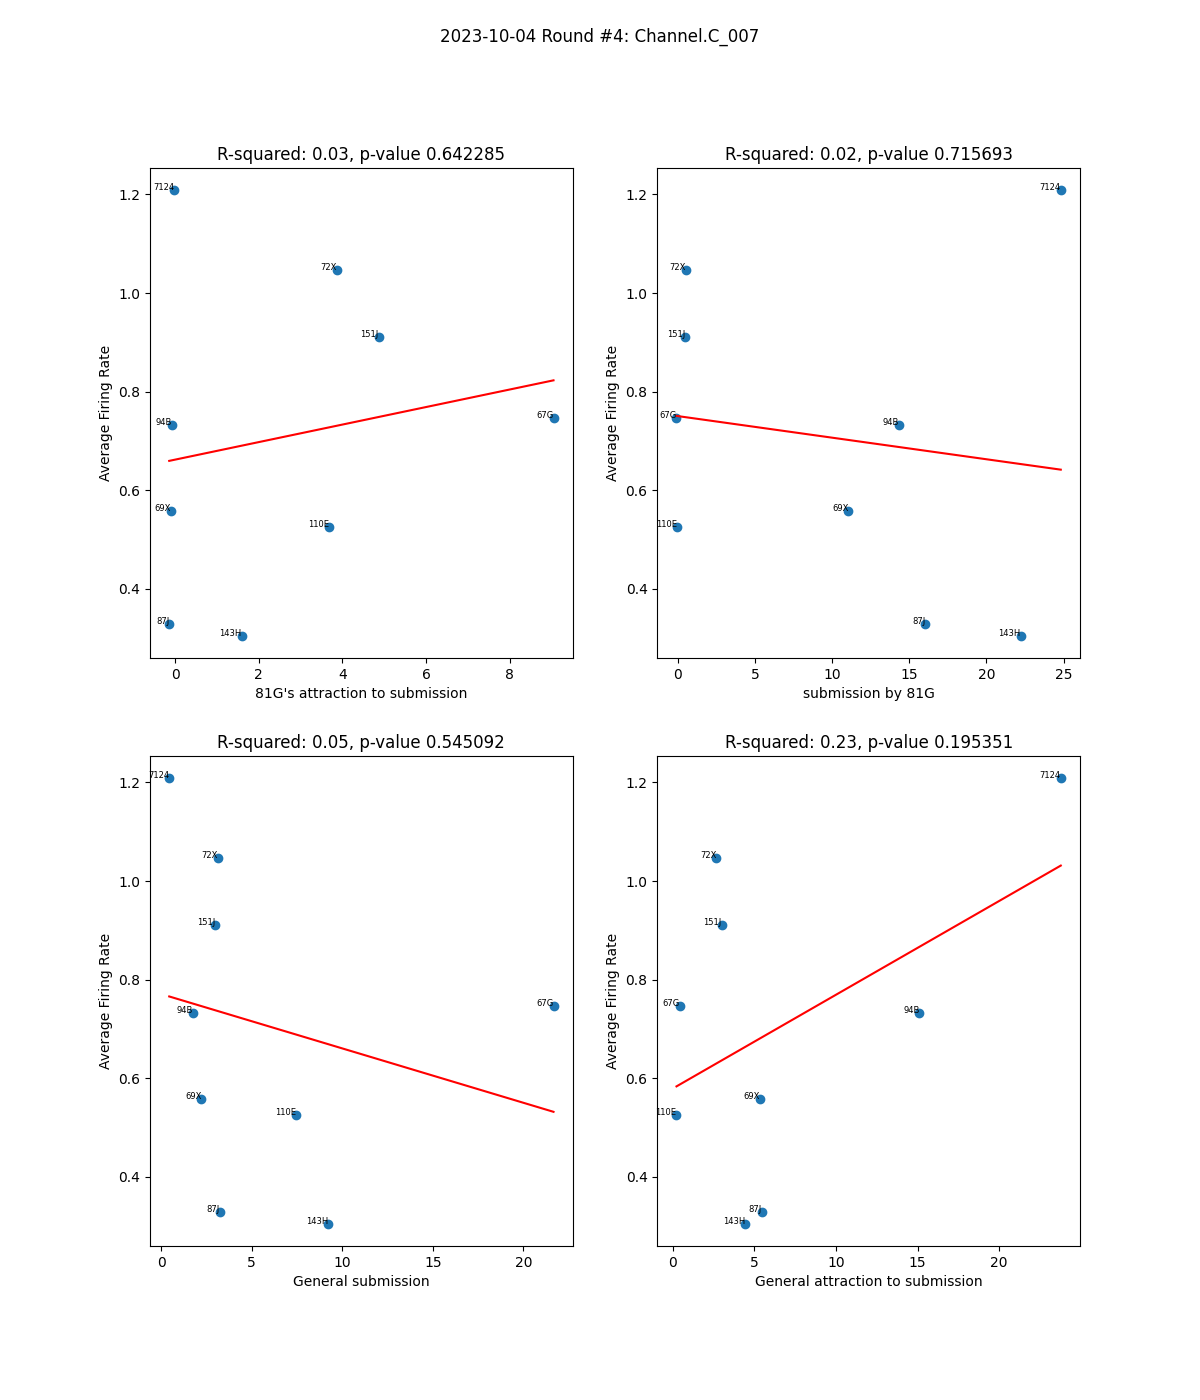 2023-10-04 Round #4: Channel.C_007
R-squared: 0.03, p-value 0.642285
1.2
1.0
0.8
0.6
0.4
Average Firing Rate
7124
72X
151J
94B
67G
69X
110E
87J
143H
0 2 4 6 8
81G's attraction to submission
R-squared: 0.02, p-value 0.715693
1.2
1.0
0.8
0.6
0.4
Average Firing Rate
7124
72X
151J
67G
94B
69X
110E
87J
143H
0 5 10 15 20 25
submission by 81G
R-squared: 0.05, p-value 0.545092
1.2
1.0
0.8
0.6
0.4
Average Firing Rate
7124
72X
151J
94B
67G
69X
110E
87J
143H
0 5 10 15 20
General submission
R-squared: 0.23, p-value 0.195351
1.2
1.0
0.8
0.6
0.4
Average Firing Rate
7124
72X
151J
67G
94B
69X
110E
87J
143H
0 5 10 15 20
General attraction to submission